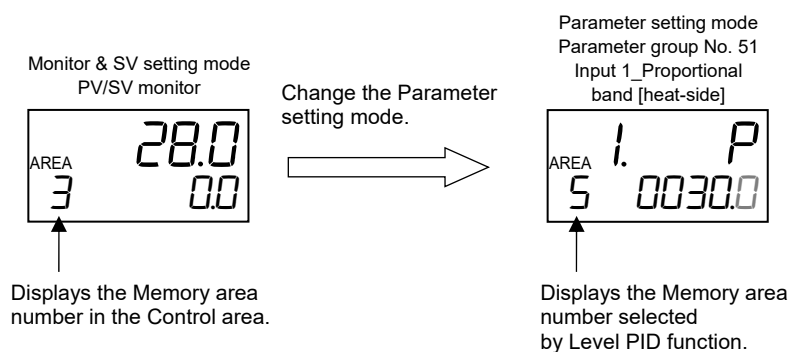 Monitor & SV setting mode
PV/SV monitor
28.0
AREA
3 0.0
Displays the Memory area
number in the Control area.
Change the Parameter
setting mode.
Parameter setting mode
Parameter group No. 51
Input 1_Proportional
band [heat-side]
1. P
AREA
5 0030.0
Displays the Memory area
number selected
by Level PID function.